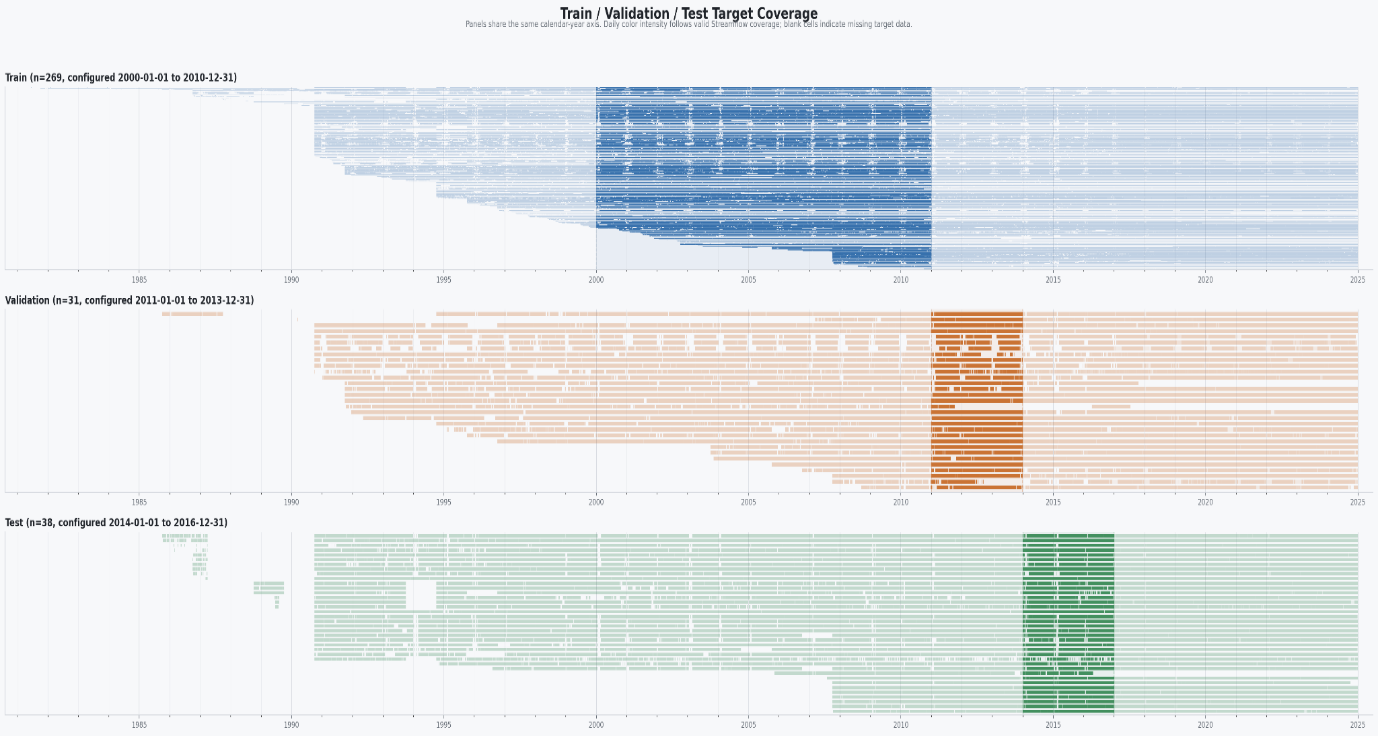 Train / Validation / Test Target Coverage
Panels share the same calendar-year axis. Daily color intensity follows valid Streamflow coverage; blank cells indicate missing target data.
Train (n=269, configured 2000-01-01 to 2010-12-31)
1985 1990 1995 2000 2005 2010 2015 2020 2025
Validation (n=31, configured 2011-01-01 to 2013-12-31)
1985 1990 1995 2000 2005 2010 2015 2020 2025
Test (n=38, configured 2014-01-01 to 2016-12-31)
1985 1990 1995 2000 2005 2010 2015 2020 2025